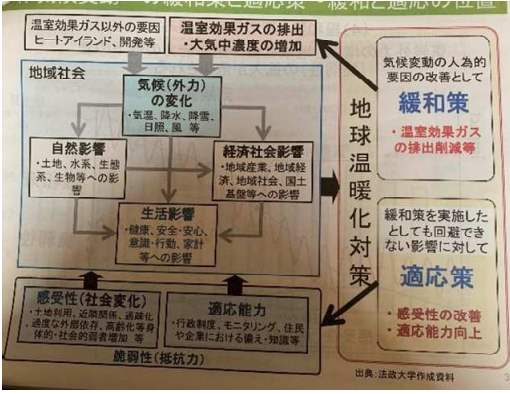 の緩和策と適応策
緩和と適応の位置
温室効果ガス以外の要因
ヒートアイランド、開発等
温室効果ガスの排出
・大気中濃度の増加
地域社会
気候(外力)
の変化
・気温、降水、降雪、
日照、風 等
自然影響
・土地、水系、生態
系、生物等への影
響
経済社会影響
・地域産業、地域経
済、地域社会、国土
基盤等への影響
生活影響
・健康、安全・安心、
意識・行動、家計
等への影響
感受性(社会変化)
・土地利用、近隣関係、過疎化、
過度な外部依存、高齢化等身
体的・社会的弱者増加 等
適応能力
・行政制度、モニタリング、住民
や企業における備え・知識等
脆弱性(抵抗力)
地球温暖化対策
気候変動の人為的
要因の改善として
緩和策
・温室効果ガス
の排出削減等
緩和策を実施した
としても回避でき
ない影響に対して
適応策
・感受性の改善
・適応能力向上
出典:法政大学作成資料